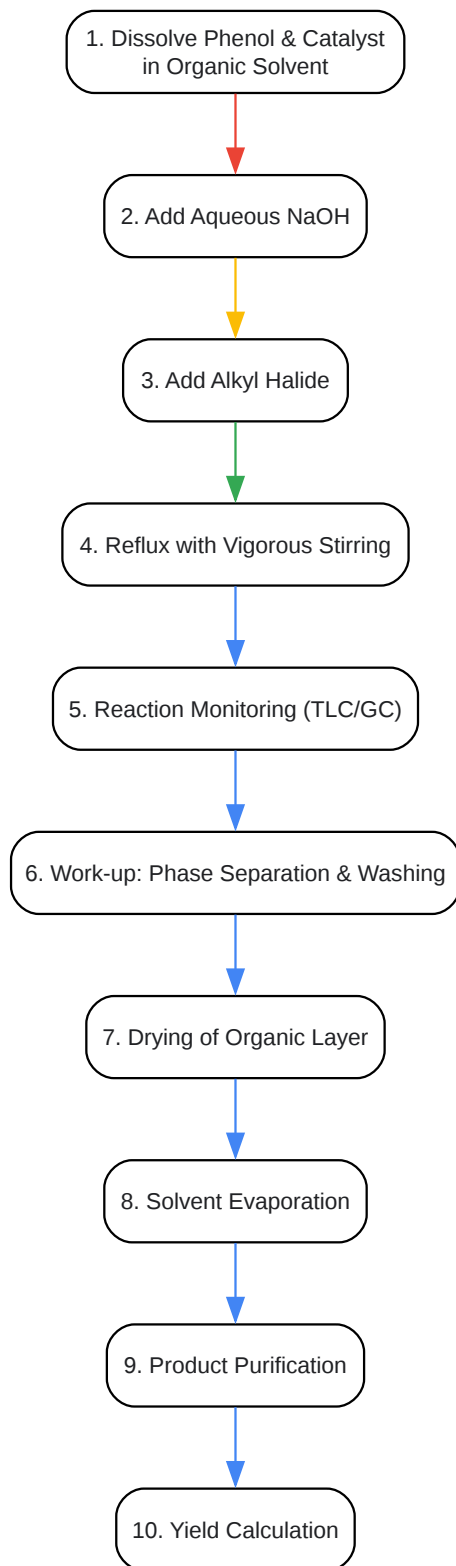 1. Dissolve Phenol & Catalyst
in Organic Solvent
2. Add Aqueous NaOH
3. Add Alkyl Halide
4. Reflux with Vigorous Stirring
5. Reaction Monitoring (TLC/GC)
6. Work-up: Phase Separation & Washing
7. Drying of Organic Layer
8. Solvent Evaporation
9. Product Purification
10. Yield Calculation